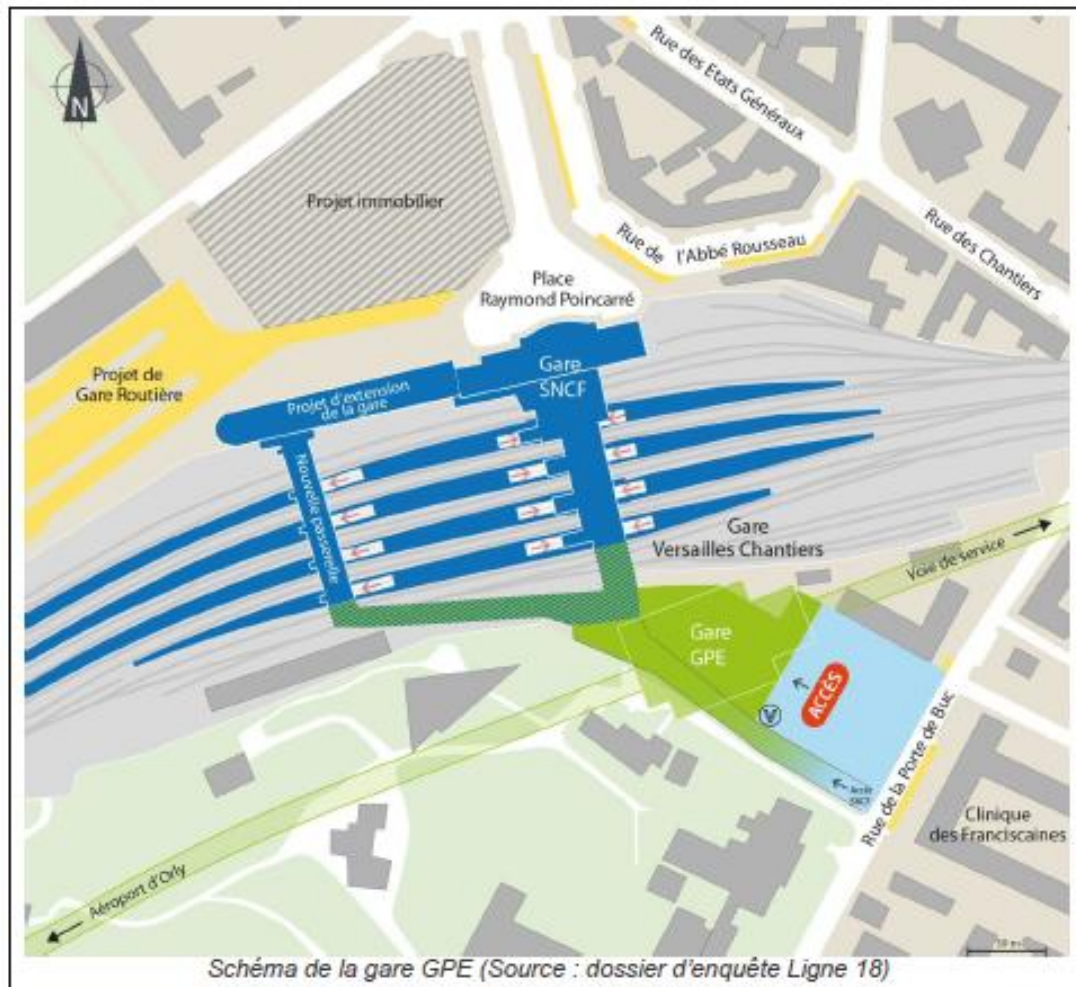 N
Rue des Etats Généraux
Projet immobilier
Rue de
l'Abbé Rousseau
Rue des Chantiers
Place
Raymond Poincaré
Projet de
Gare Routière
Gare
SNCF
Projet d'extension
de la gare
Nouvelle passerelle
Gare
Versailles Chantiers
Voie de service
Gare
GPE
ACCÈS
V
Accès
SNCF
Rue de la Porte de Buc
Clinique
des Franciscaines
Aéroport d'Orly
Schéma de la gare GPE (Source : dossier d'enquête Ligne 18)